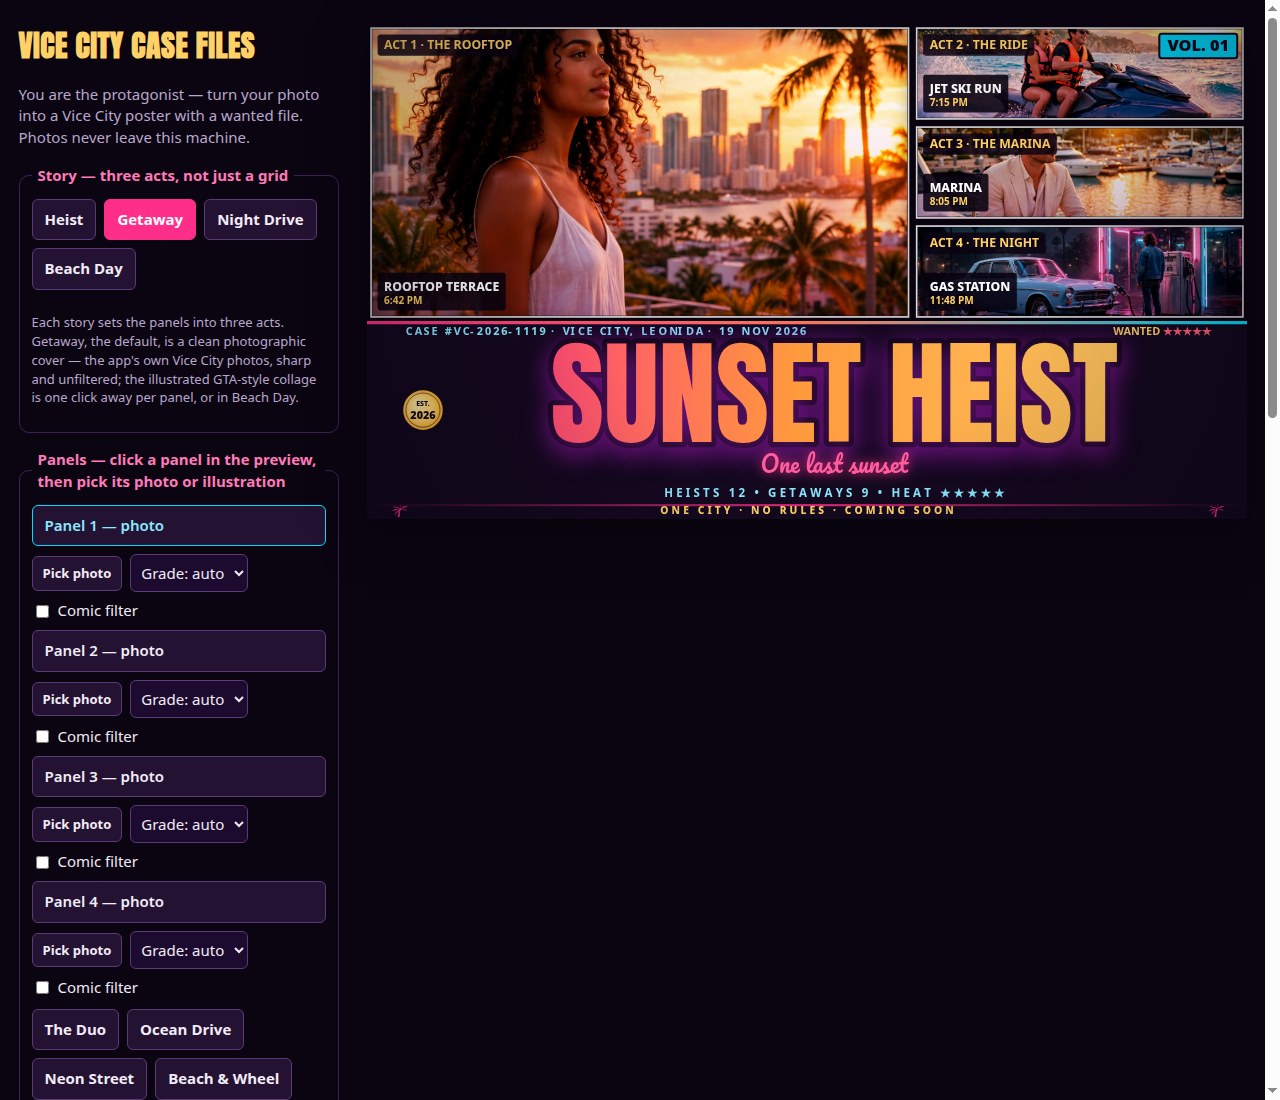 VICE CITY CASE FILES
You are the protagonist — turn your photo
into a Vice City poster with a wanted file.
Photos never leave this machine.
Story — three acts, not just a grid
Heist
Getaway
Night Drive
Beach Day
Each story sets the panels into three acts.
Getaway, the default, is a clean photographic
cover — the app's own Vice City photos, sharp
and unfiltered; the illustrated GTA-style collage
is one click away per panel, or in Beach Day.
Panels — click a panel in the preview,
then pick its photo or illustration
Panel 1 — photo
Pick photo
Grade: auto
Comic filter
Panel 2 — photo
Pick photo
Grade: auto
Comic filter
Panel 3 — photo
Pick photo
Grade: auto
Comic filter
Panel 4 — photo
Pick photo
Grade: auto
Comic filter
The Duo
Ocean Drive
Neon Street
Beach & Wheel
ACT 1 · THE ROOFTOP
ROOFTOP TERRACE
6:42 PM
ACT 2 · THE RIDE
VOL. 01
JET SKI RUN
7:15 PM
ACT 3 · THE MARINA
MARINA
8:05 PM
ACT 4 · THE NIGHT
GAS STATION
11:48 PM
CASE #VC-2026-1119 · VICE CITY, LEONIDA · 19 NOV 2026
WANTED ★★★★★
EST.
2026
SUNSET HEIST
One last sunset
HEISTS 12 • GETAWAYS 9 • HEAT ★★★★★
ONE CITY · NO RULES · COMING SOON